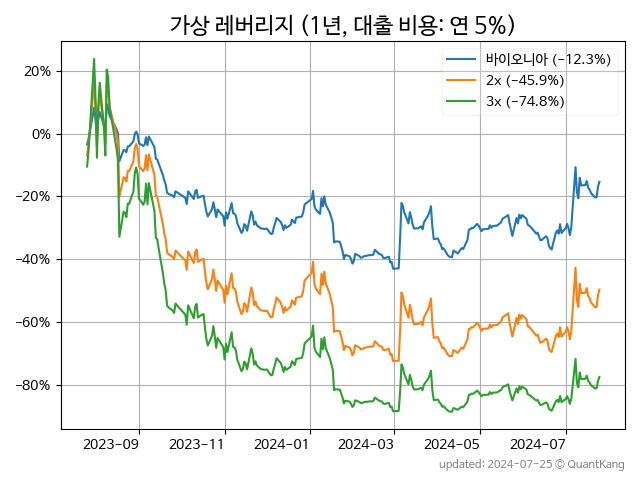 가상 레버리지 (1년, 대출 비용: 연 5%)
바이오니아 (−12.3%)
2x (−45.9%)
3x (−74.8%)
20%
0%
−20%
−40%
−60%
−80%
2023-09
2023-11
2024-01
2024-03
2024-05
2024-07
updated: 2024-07-25 © QuantKang